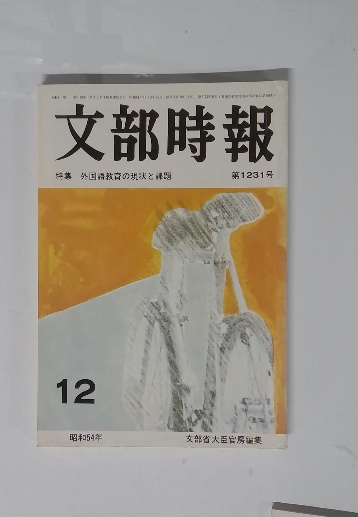 文部時報
特集 外国語教育の現状と課題 第1231号
12
昭和54年 文部省大臣官房編集